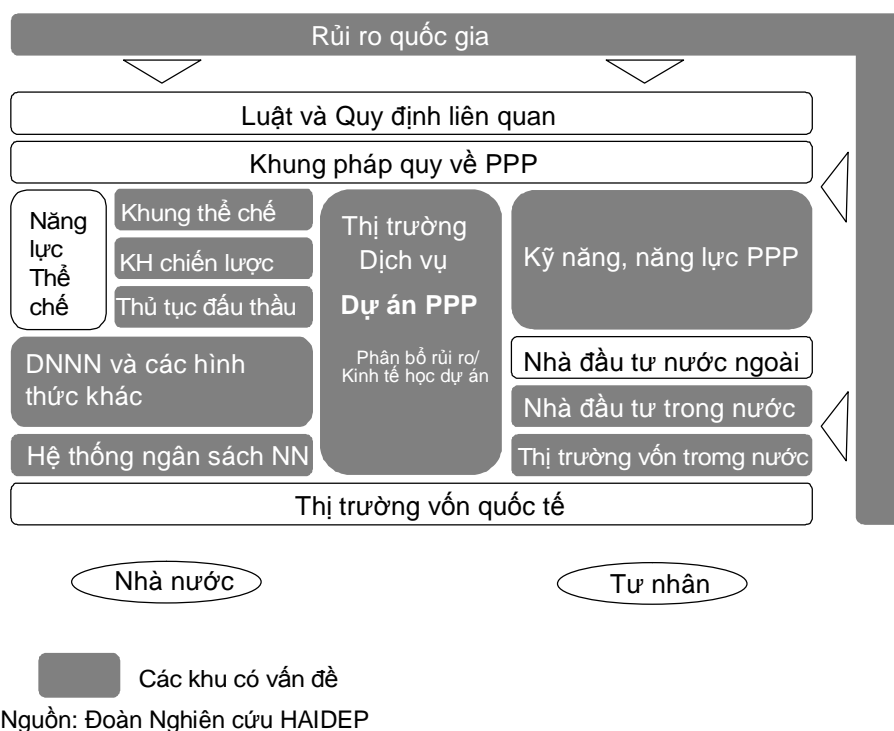 Rủi ro quốc gia
Luật và Quy định liên quan
Khung pháp quy về PPP
Năng
lực
Thể
chế
Khung thể chế
KH chiến lược
Thủ tục đấu thầu
Thị trường
Dịch vụ
Dự án PPP
Phân bổ rủi ro/
Kinh tế học dự án
Kỹ năng, năng lực PPP
DNNN và các hình
thức khác
Nhà đầu tư nước ngoài
Nhà đầu tư trong nước
Hệ thống ngân sách NN
Thị trường vốn tromg nước
Thị trường vốn quốc tế
Nhà nước
Tư nhân
Các khu có vấn đề
Nguồn: Đoàn Nghiên cứu HAIDEP